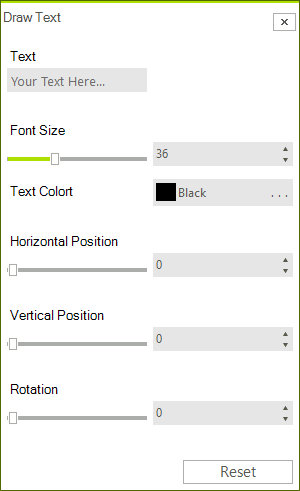 Draw Text
Text
Your Text Here...
Font Size
36
Text Colort
Black ...
Horizontal Position
0
Vertical Position
0
Rotation
0
Reset